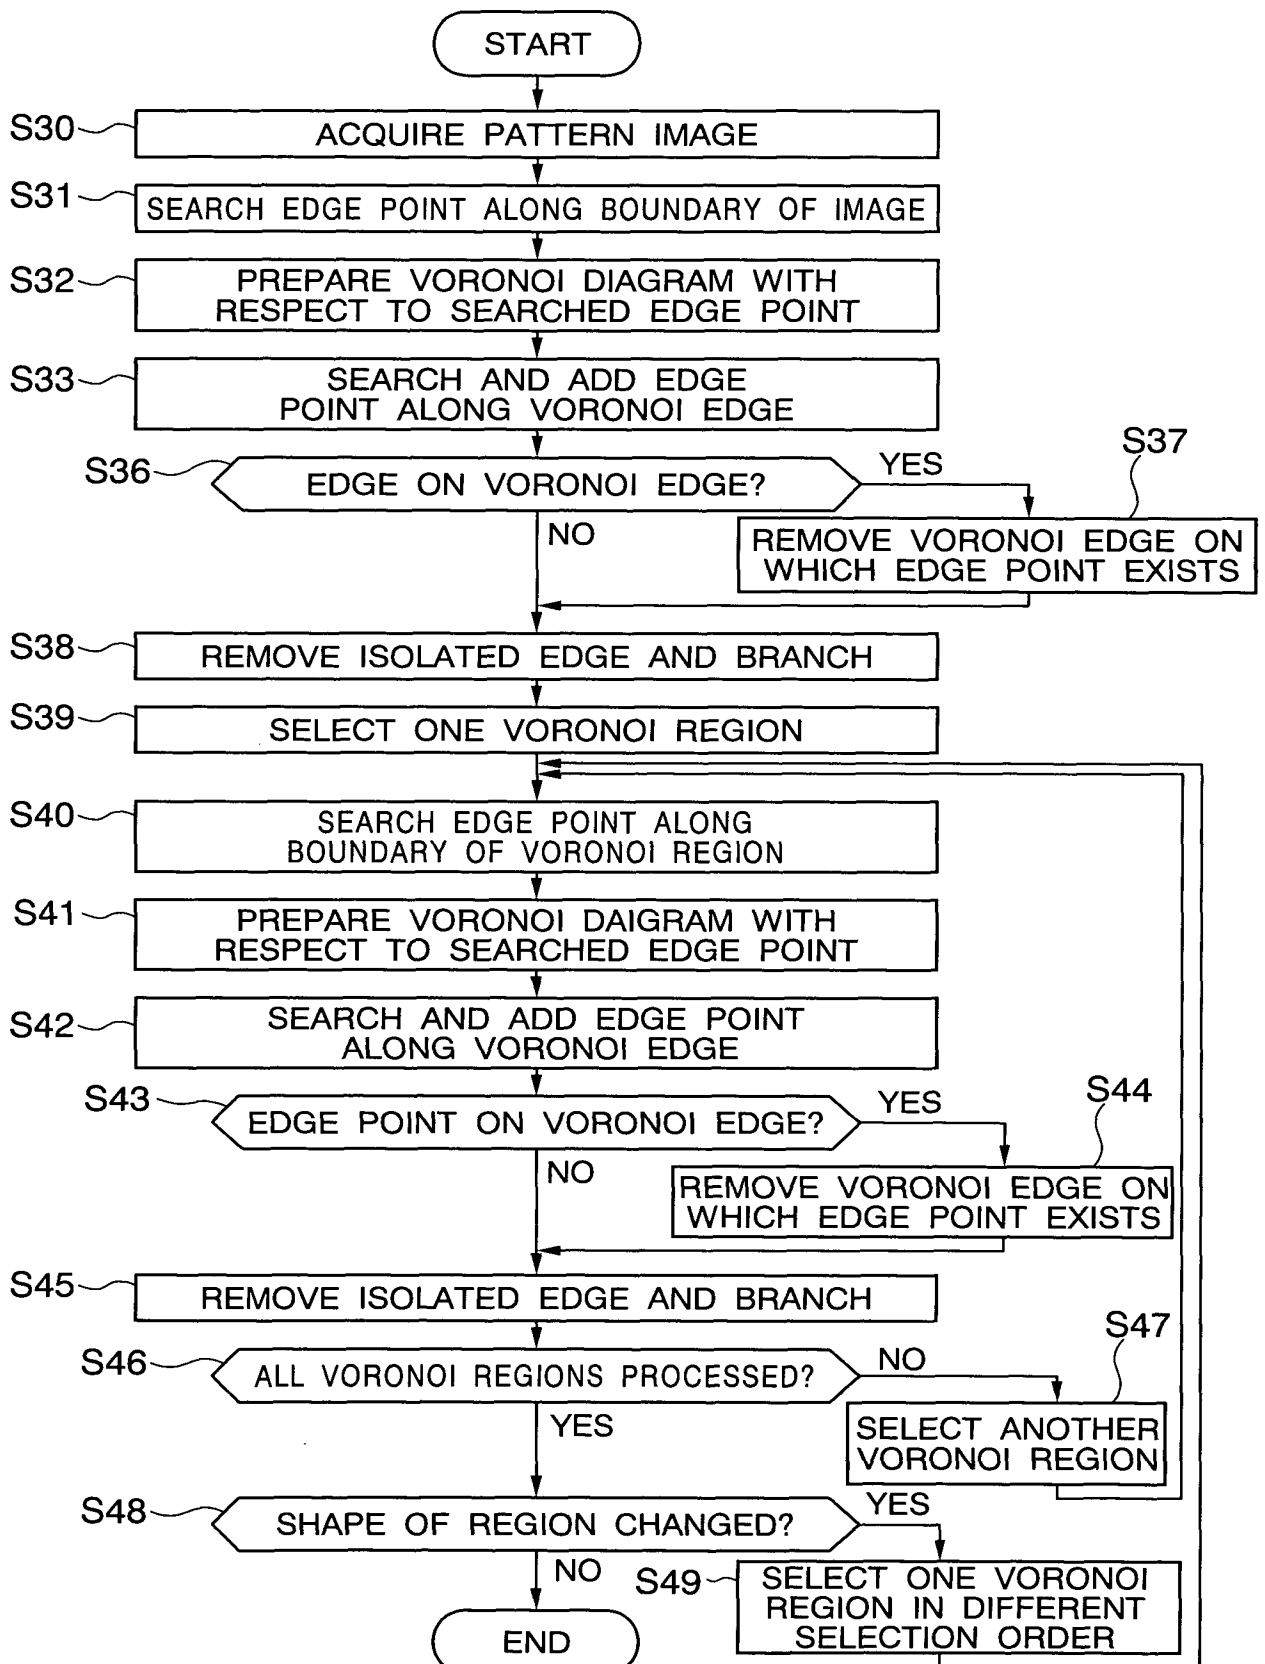 START
S30
ACQUIRE PATTERN IMAGE
S31
SEARCH EDGE POINT ALONG BOUNDARY OF IMAGE
S32
PREPARE VORONOI DIAGRAM WITH
RESPECT TO SEARCHED EDGE POINT
S33
SEARCH AND ADD EDGE
POINT ALONG VORONOI EDGE
S36
EDGE ON VORONOI EDGE?
YES
S37
NO
REMOVE VORONOI EDGE ON
WHICH EDGE POINT EXISTS
S38
REMOVE ISOLATED EDGE AND BRANCH
S39
SELECT ONE VORONOI REGION
S40
SEARCH EDGE POINT ALONG
BOUNDARY OF VORONOI REGION
S41
PREPARE VORONOI DAIGRAM WITH
RESPECT TO SEARCHED EDGE POINT
S42
SEARCH AND ADD EDGE POINT
ALONG VORONOI EDGE
S43
EDGE POINT ON VORONOI EDGE?
YES
S44
NO
REMOVE VORONOI EDGE ON
WHICH EDGE POINT EXISTS
S45
REMOVE ISOLATED EDGE AND BRANCH
S46
ALL VORONOI REGIONS PROCESSED?
NO
S47
YES
SELECT ANOTHER
VORONOI REGION
S48
SHAPE OF REGION CHANGED?
YES
NO
S49
SELECT ONE VORONOI
REGION IN DIFFERENT
SELECTION ORDER
END